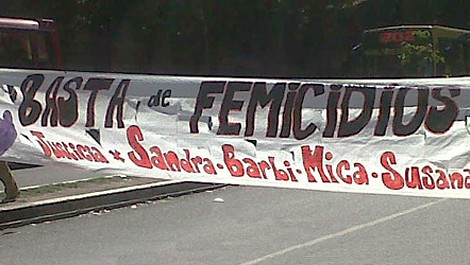 BASTA de FEMICIDIOS
Justicia x Sandra - Barbi - Mica - Susana